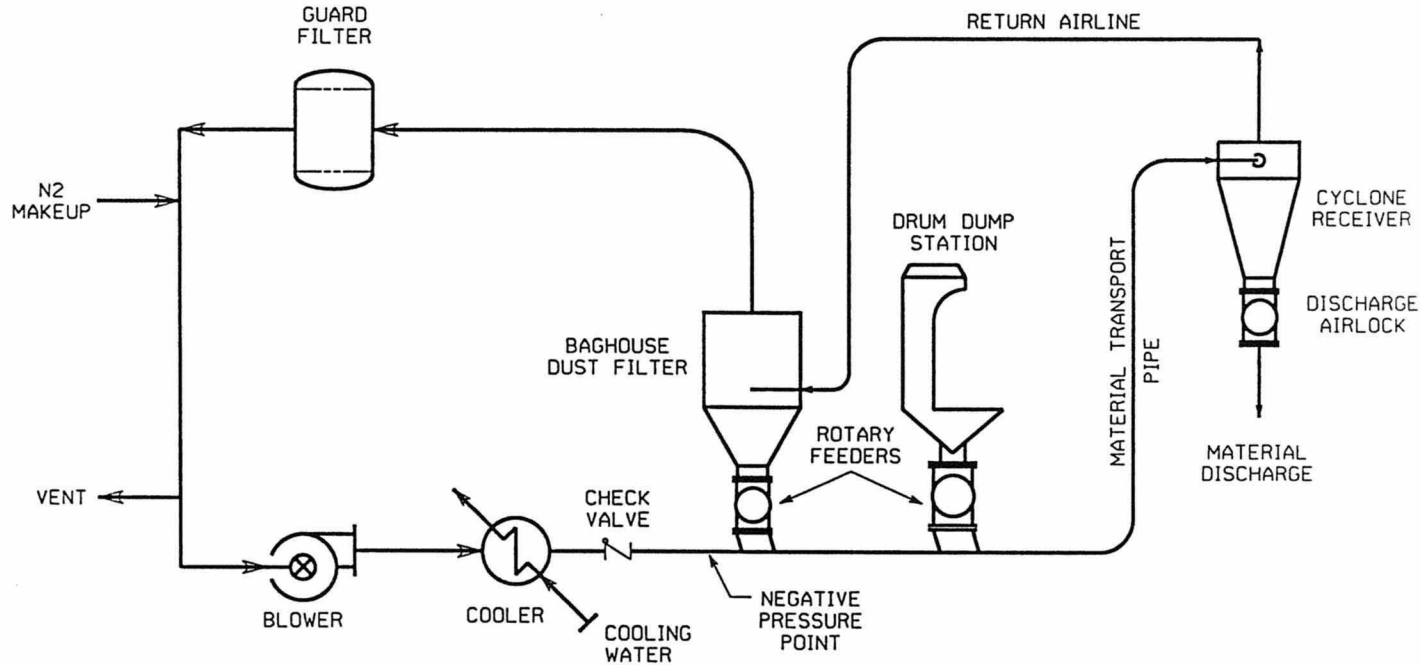 GUARD
FILTER
RETURN AIRLINE
N2
MAKEUP
CYCLONE
RECEIVER
DRUM DUMP
STATION
MATERIAL TRANSPORT
PIPE
DISCHARGE
AIRLOCK
BAGHOUSE
DUST FILTER
ROTARY
FEEDERS
MATERIAL
DISCHARGE
VENT
CHECK
VALVE
BLOWER
COOLER
COOLING
WATER
NEGATIVE
PRESSURE
POINT